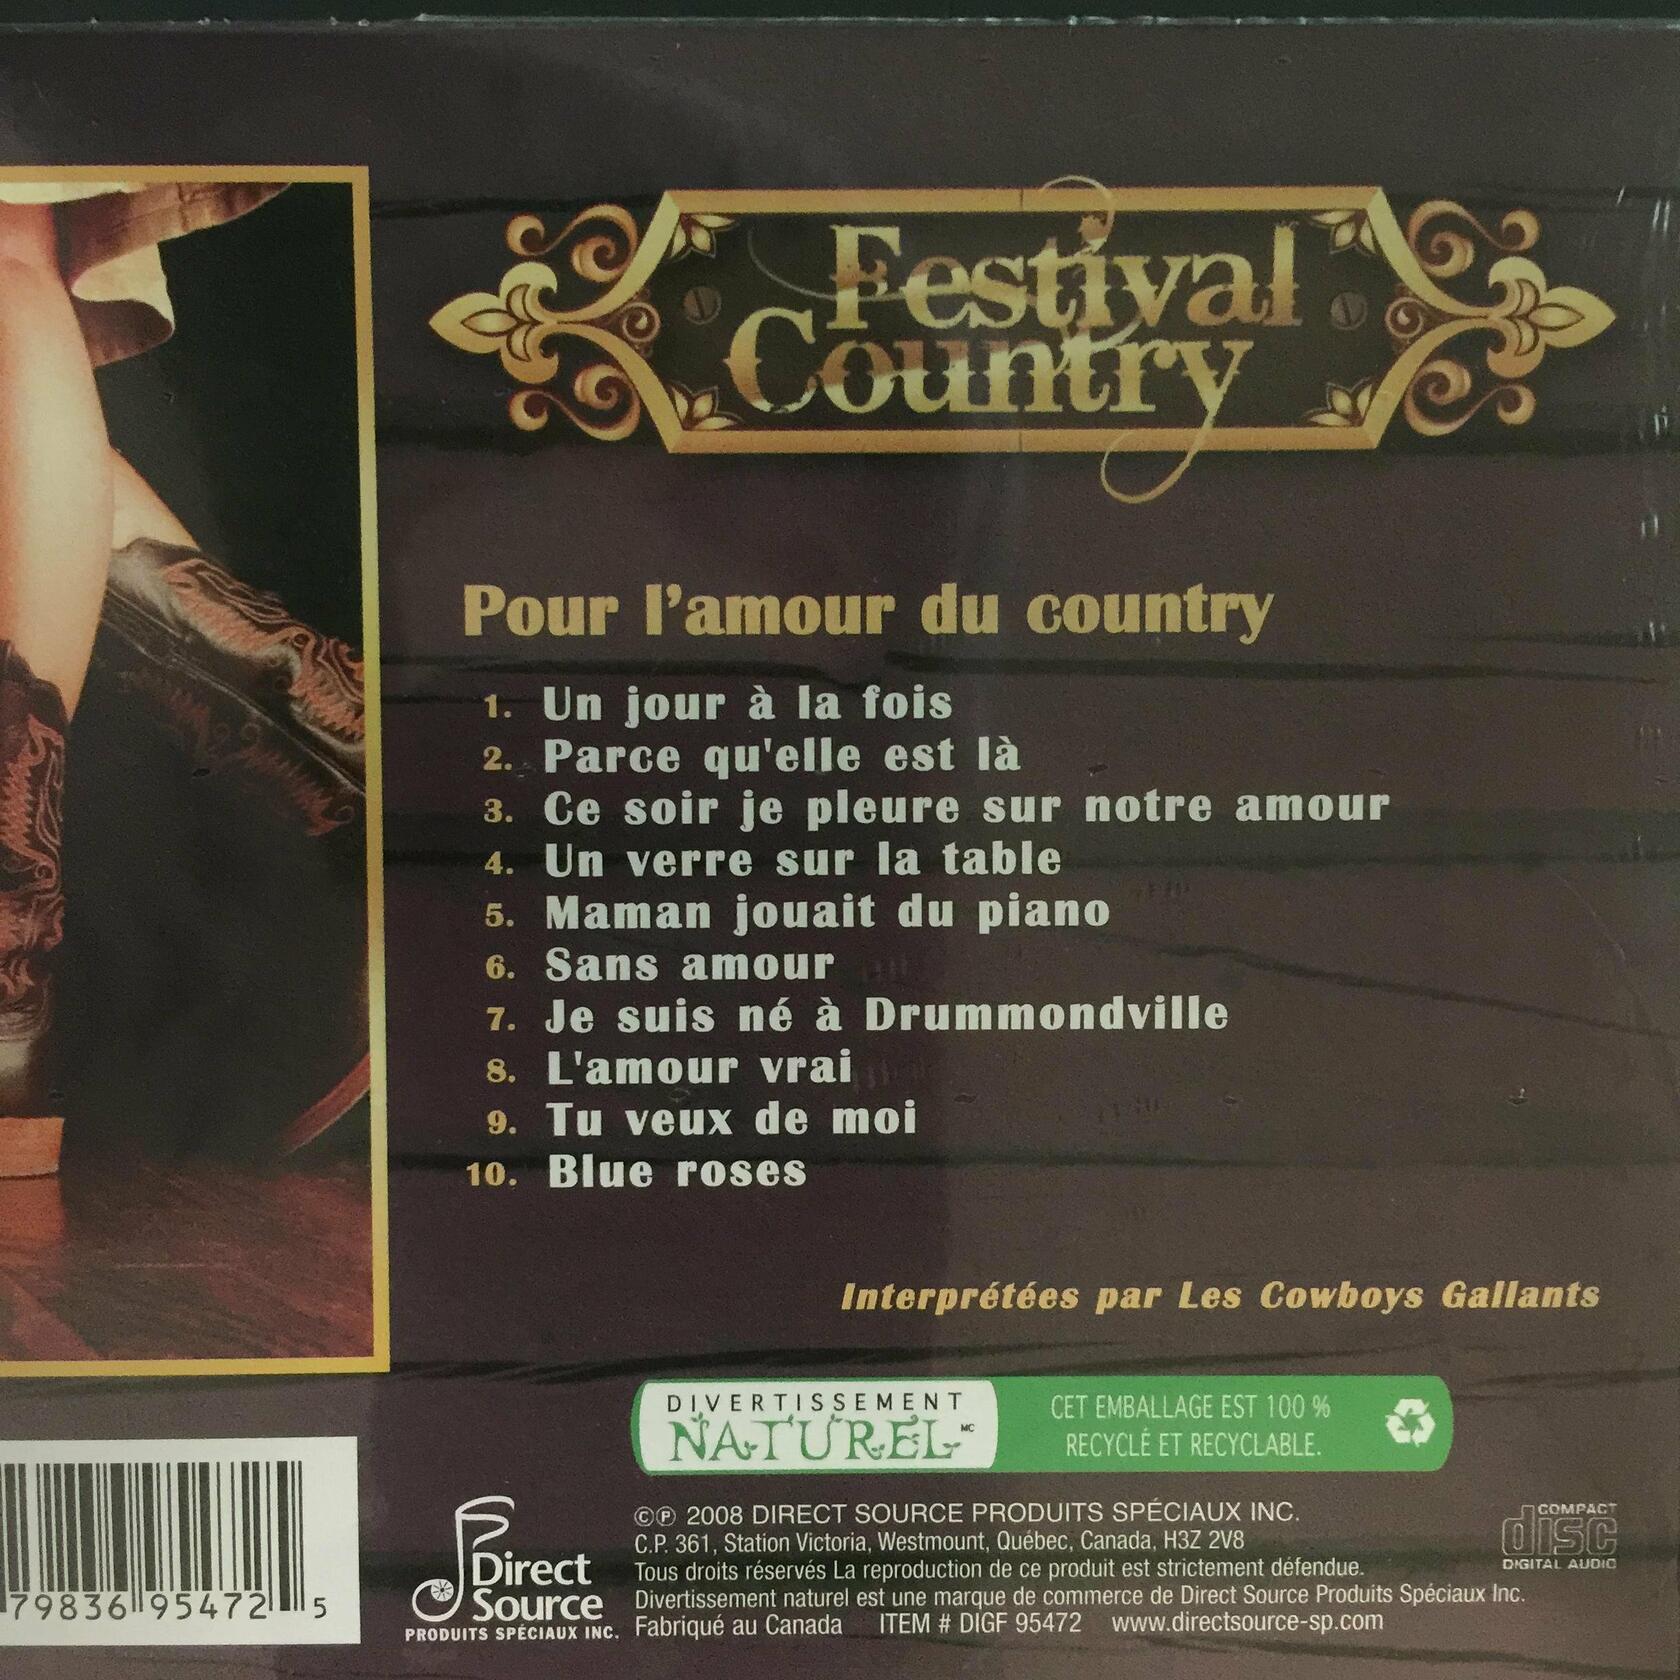 Festival
Country
Pour l'amour du country
1. Un jour à la fois
2. Parce qu'elle est là
3. Ce soir je pleure sur notre amour
4. Un verre sur la table
5. Maman jouait du piano
6. Sans amour
7. Je suis né à Drummondville
8. L'amour vrai
9. Tu veux de moi
10. Blue roses
Interprétées par Les Cowboys Gallants
DIVERTISSEMENT
NATUREL MC
CET EMBALLAGE EST 100 %
RECYCLÉ ET RECYCLABLE.
79836 95472 5
Direct
Source
PRODUITS SPÉCIAUX INC.
©℗ 2008 DIRECT SOURCE PRODUITS SPÉCIAUX INC.
C.P. 361, Station Victoria, Westmount, Québec, Canada, H3Z 2V8
Tous droits réservés La reproduction de ce produit est strictement défendue.
Divertissement naturel est une marque de commerce de Direct Source Produits Spéciaux Inc.
Fabriqué au Canada ITEM # DIGF 95472 www.directsource-sp.com
COMPACT
disc
DIGITAL AUDIO